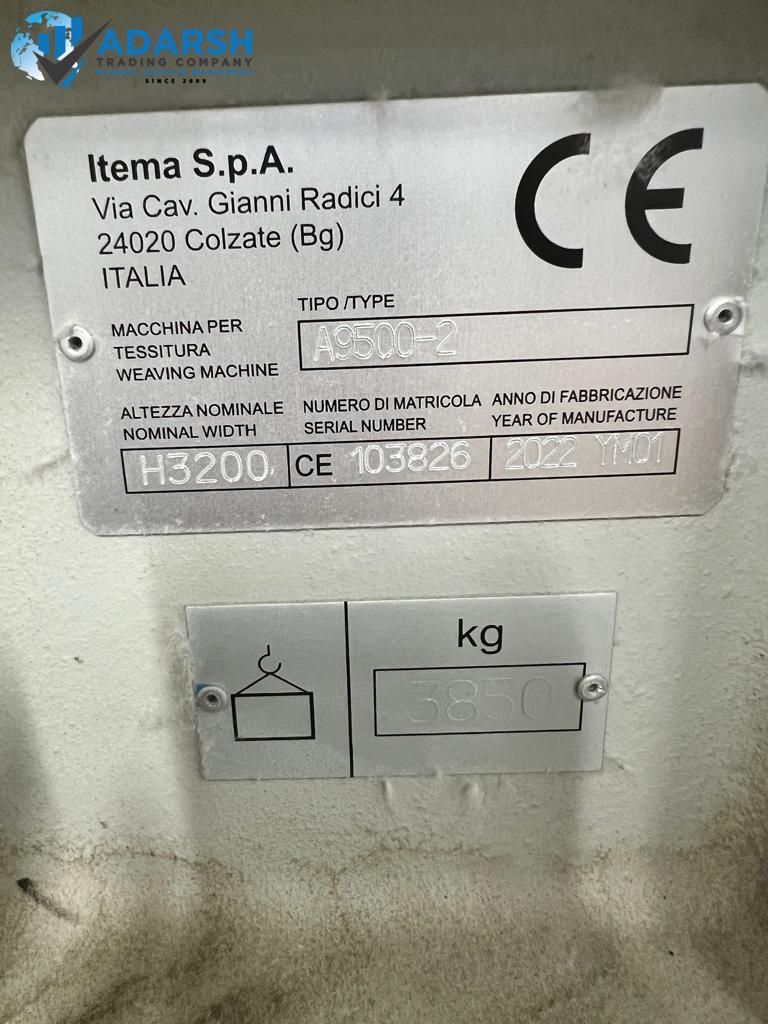 ADARSH
TRADING COMPANY
SINCE 2009
Itema S.p.A.
Via Cav. Gianni Radici 4
24020 Colzate (Bg)
ITALIA
CE
TIPO /TYPE
MACCHINA PER
TESSITURA
WEAVING MACHINE
A9500-2
ALTEZZA NOMINALE
NOMINAL WIDTH
NUMERO DI MATRICOLA
SERIAL NUMBER
ANNO DI FABBRICAZIONE
YEAR OF MANUFACTURE
H3200 CE 103826 2022 YM01
kg
3850